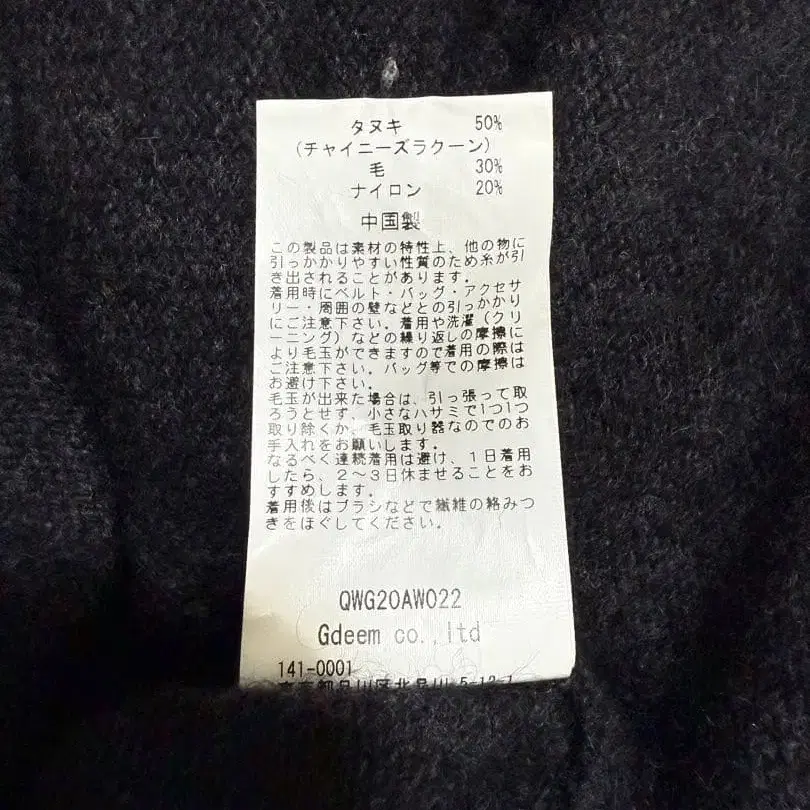 タヌキ 50%
(チャイニーズラクーン)
毛 30%
ナイロン 20%
中国製
この製品は素材の特性上、他の物に
引っかかりやすい性質のため糸が引
き出されることがあります。
着用時にベルト・バッグ・アクセサ
リー・周囲の壁などとの引っかかり
にご注意下さい。着用や洗濯(クリ
ーニング)などの繰り返しの摩擦に
より毛玉ができますので着用の際は
ご注意下さい。バッグ等での摩擦は
お避け下さい。
毛玉が出来た場合は、引っ張って取
ろうとせず、小さなハサミで1つ1つ
取り除くか、毛玉取り器なのでのお
手入れをお願いします。
なるべく連続着用は避け、1日着用
したら、2～3日休ませることをお
すすめします。
着用後はブラシなどで繊維の絡みつ
きをほぐしてください。
QWG20AW022
Gdeem co.,ltd
141-0001
東京都品川区北品川 5-12-7